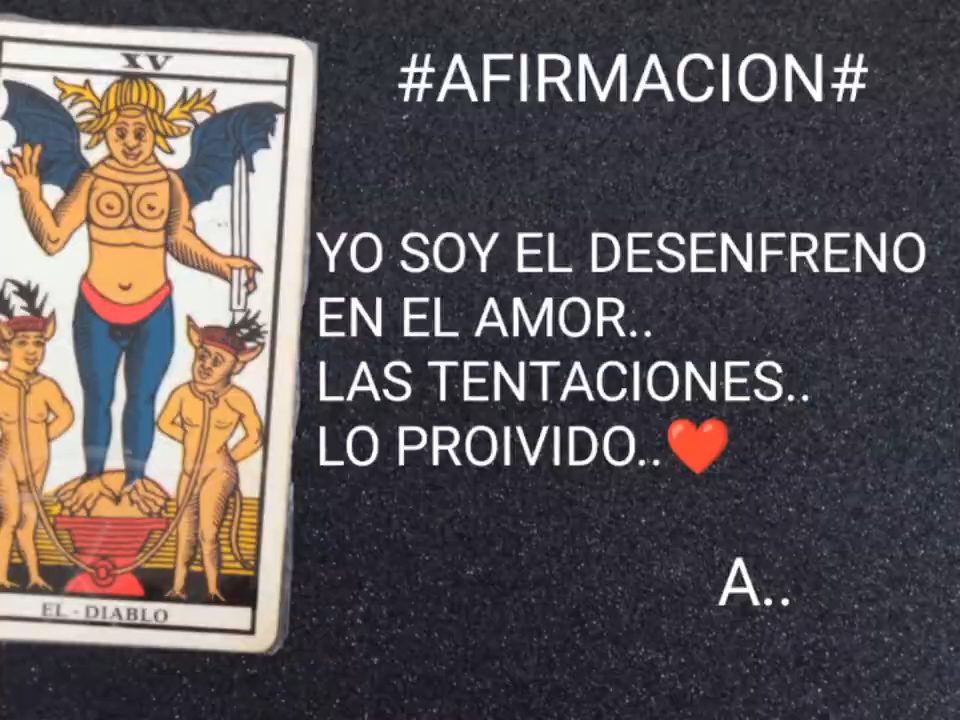 XV
EL - DIABLO
#AFIRMACION#
YO SOY EL DESENFRENO
EN EL AMOR..
LAS TENTACIONES..
LO PROIVIDO..❤️
A..